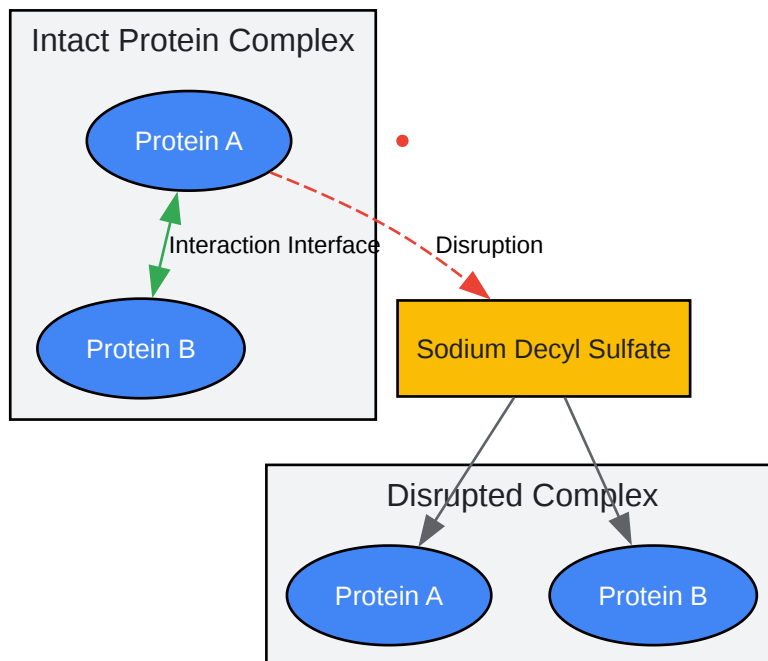 Intact Protein Complex
Protein A
Interaction Interface
Disruption
Protein B
Sodium Decyl Sulfate
Disrupted Complex
Protein A
Protein B